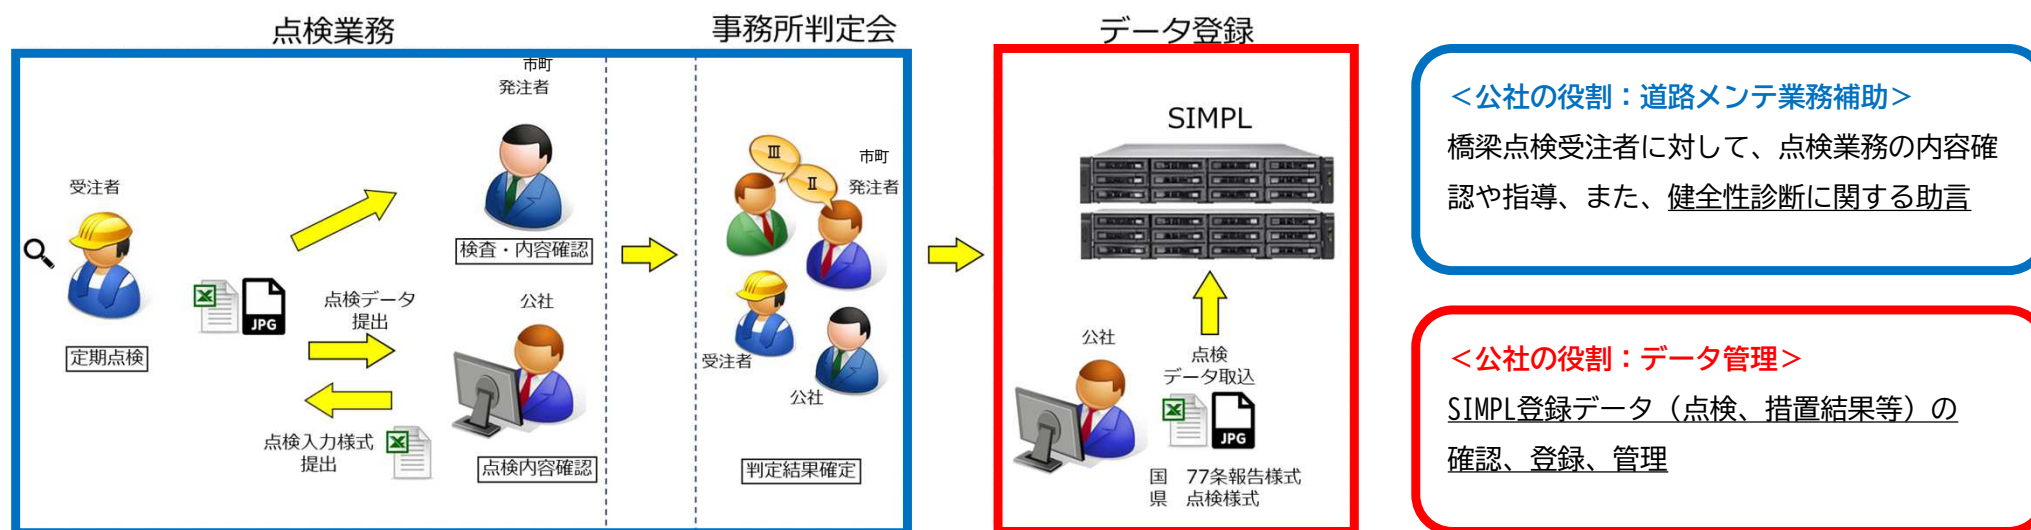 点検業務
事務所判定会
データ登録
市町
発注者
受注者
検査・内容確認
JPG
点検データ
提出
公社
定期点検
点検入力様式
提出
点検内容確認
Ⅲ
Ⅱ
市町
発注者
受注者
公社
判定結果確定
SIMPL
公社
点検
データ取込
JPG
国 77条報告様式
県 点検様式
＜公社の役割：道路メンテ業務補助＞
橋梁点検受注者に対して、点検業務の内容確
認や指導、また、健全性診断に関する助言
＜公社の役割：データ管理＞
SIMPL登録データ（点検、措置結果等）の
確認、登録、管理